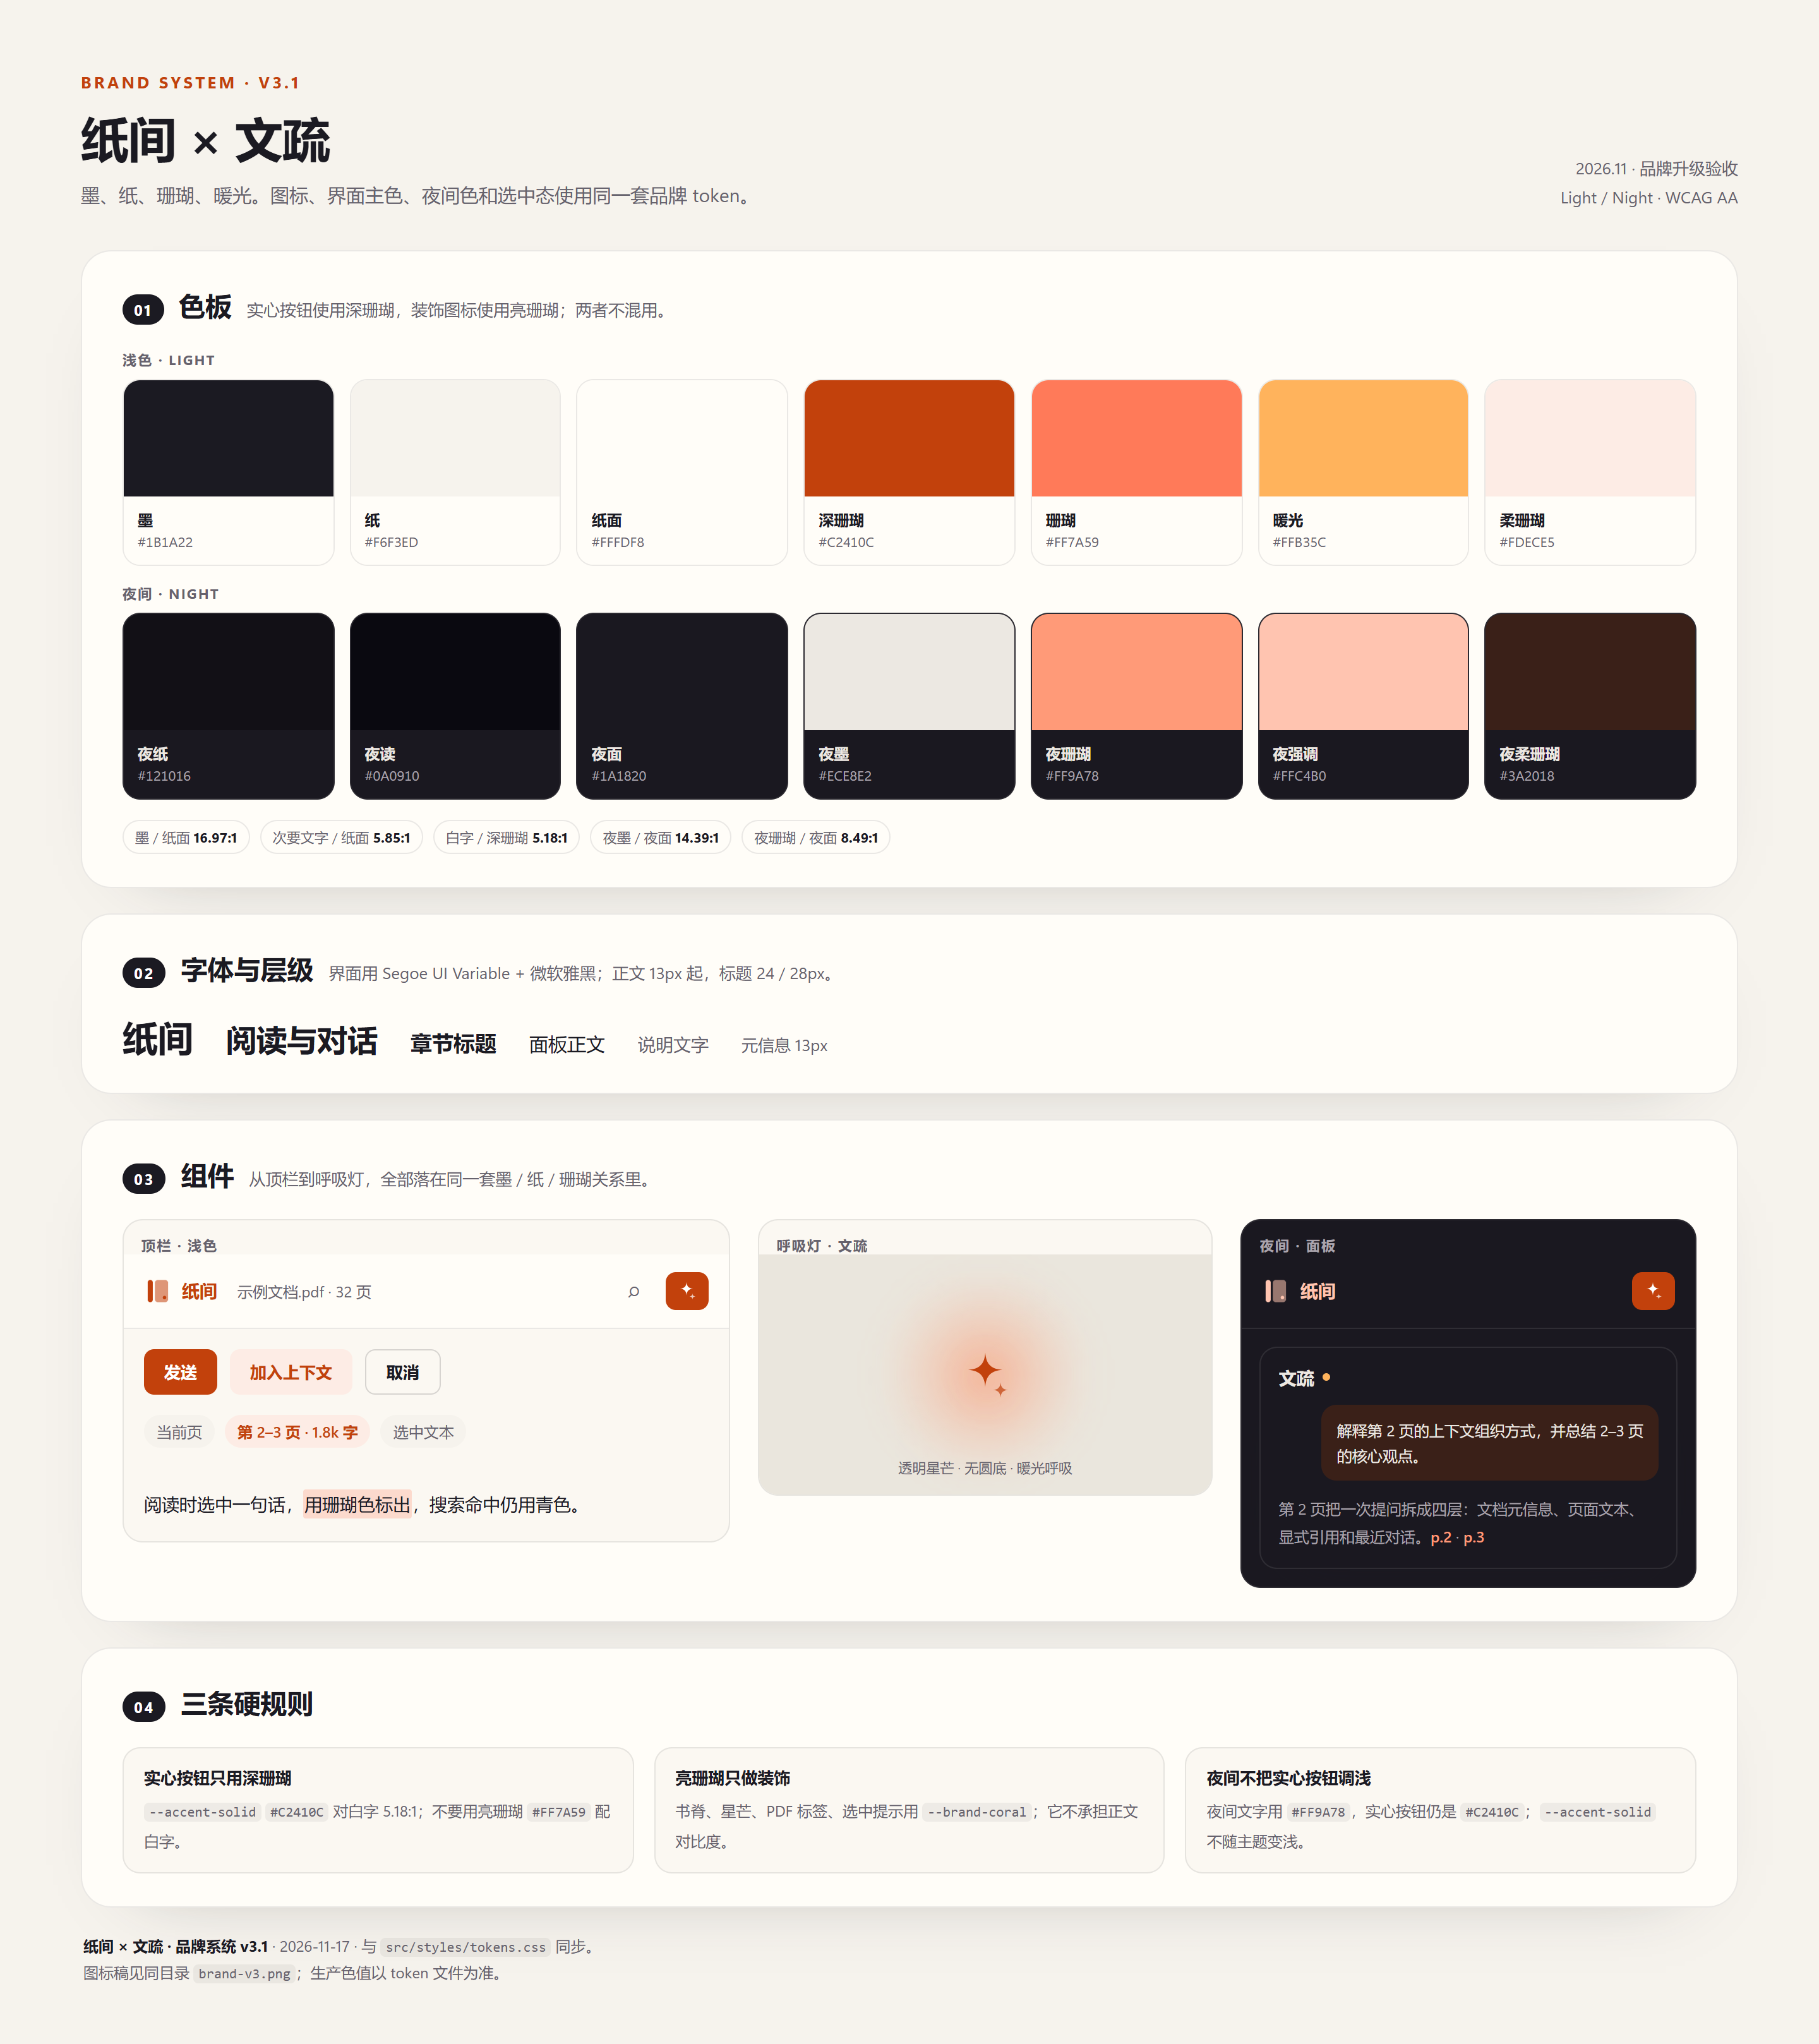 BRAND SYSTEM · V3.1
纸间 × 文疏
墨、纸、珊瑚、暖光。图标、界面主色、夜间色和选中态使用同一套品牌 token。
2026.11 · 品牌升级验收
Light / Night · WCAG AA
01 色板 实心按钮使用深珊瑚，装饰图标使用亮珊瑚；两者不混用。
浅色 · LIGHT
墨
#1B1A22
纸
#F6F3ED
纸面
#FFFDF8
深珊瑚
#C2410C
珊瑚
#FF7A59
暖光
#FFB35C
柔珊瑚
#FDECE5
夜间 · NIGHT
夜纸
#121016
夜读
#0A0910
夜面
#1A1820
夜墨
#ECE8E2
夜珊瑚
#FF9A78
夜强调
#FFC4B0
夜柔珊瑚
#3A2018
墨 / 纸面 16.97:1
次要文字 / 纸面 5.85:1
白字 / 深珊瑚 5.18:1
夜墨 / 夜面 14.39:1
夜珊瑚 / 夜面 8.49:1
02 字体与层级 界面用 Segoe UI Variable + 微软雅黑；正文 13px 起，标题 24 / 28px。
纸间 阅读与对话 章节标题 面板正文 说明文字 元信息 13px
03 组件 从顶栏到呼吸灯，全部落在同一套墨 / 纸 / 珊瑚关系里。
顶栏 · 浅色
纸间 示例文档.pdf · 32 页
发送 加入上下文 取消
当前页 第 2–3 页 · 1.8k 字 选中文本
阅读时选中一句话，用珊瑚色标出，搜索命中仍用青色。
呼吸灯 · 文疏
透明星芒 · 无圆底 · 暖光呼吸
夜间 · 面板
纸间
文疏
解释第 2 页的上下文组织方式，并总结 2–3 页
的核心观点。
第 2 页把一次提问拆成四层：文档元信息、页面文本、
显式引用和最近对话。p.2 · p.3
04 三条硬规则
实心按钮只用深珊瑚
--accent-solid #C2410C 对白字 5.18:1；不要用亮珊瑚 #FF7A59 配
白字。
亮珊瑚只做装饰
书脊、星芒、PDF 标签、选中提示用 --brand-coral；它不承担正文
对比度。
夜间不把实心按钮调浅
夜间文字用 #FF9A78，实心按钮仍是 #C2410C；--accent-solid
不随主题变浅。
纸间 × 文疏 · 品牌系统 v3.1 · 2026-11-17 · 与 src/styles/tokens.css 同步。
图标稿见同目录 brand-v3.png；生产色值以 token 文件为准。